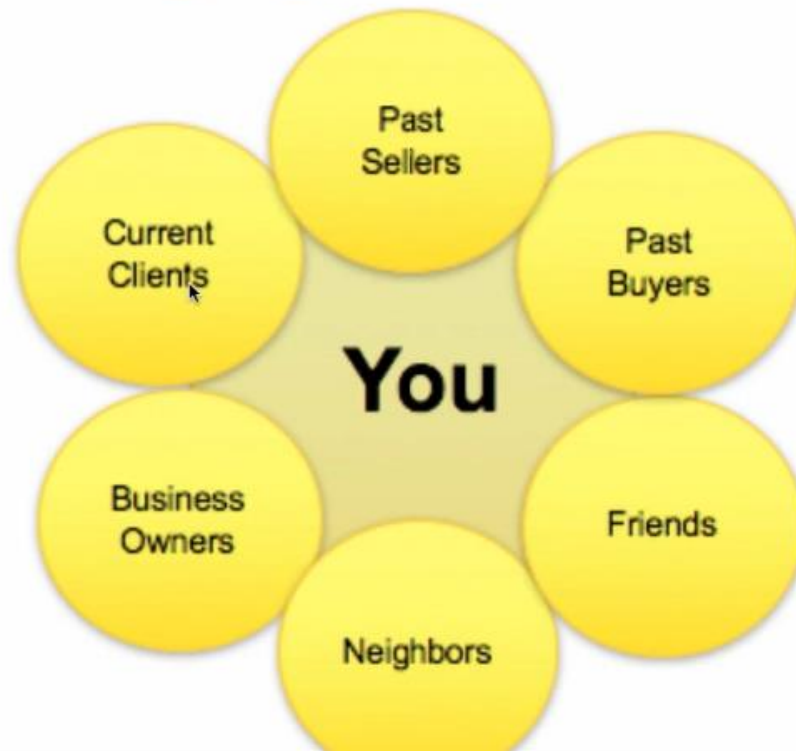 Past
Sellers
Current
Clients
Past
Buyers
You
Business
Owners
Friends
Neighbors